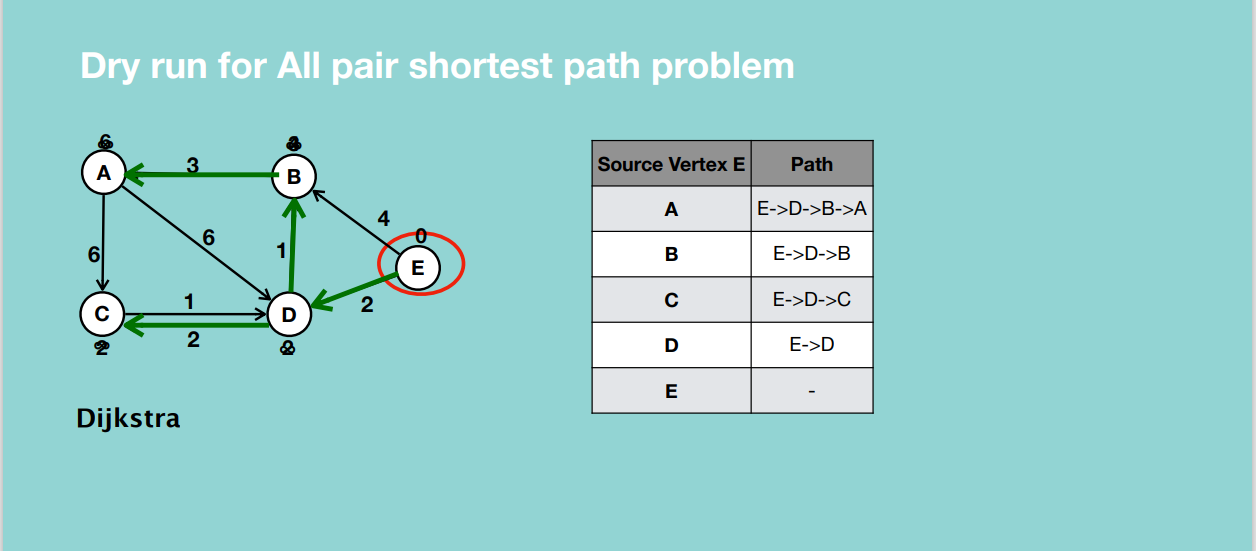 Dry run for All pair shortest path problem
6
A
3
B
4
0
E
6
6
1
2
C
1
D
2
2
Dijkstra
Source Vertex E Path
A E->D->B->A
B E->D->B
C E->D->C
D E->D
E -